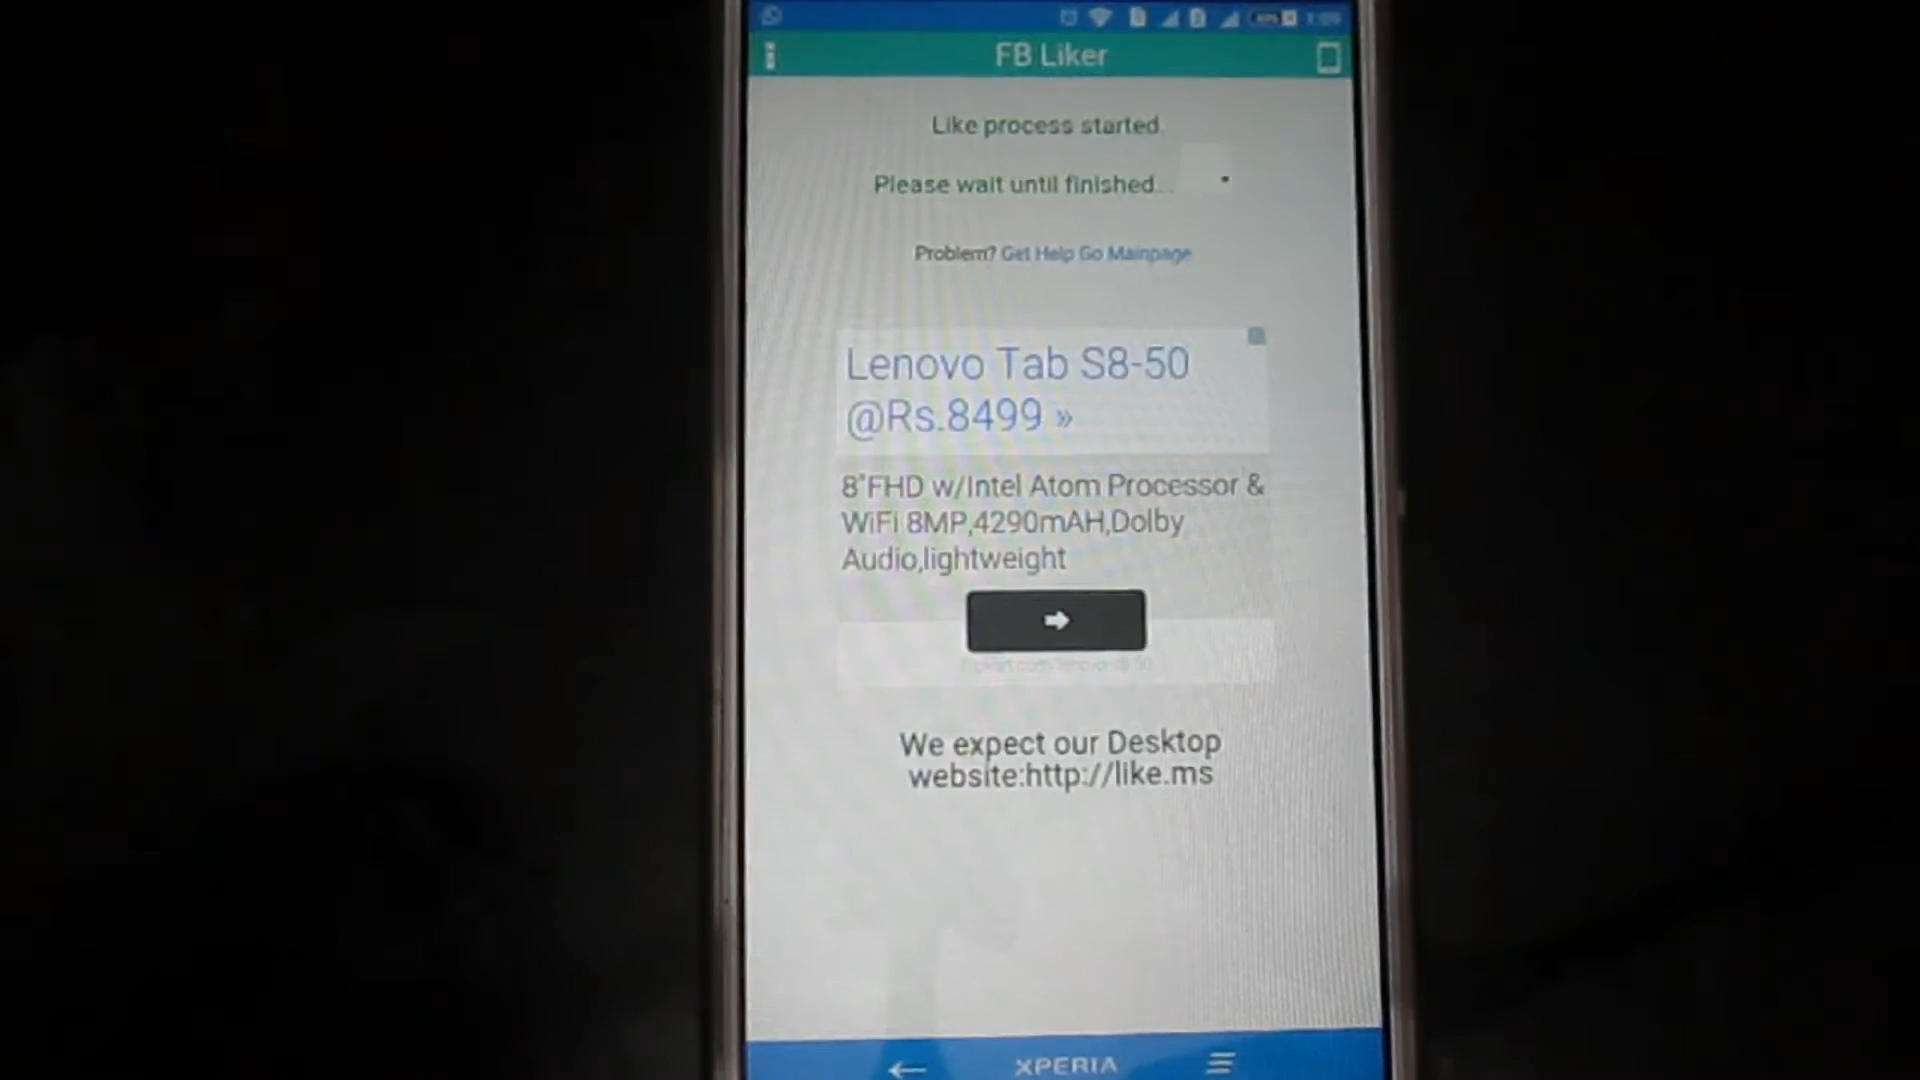 FB Liker
Like process started.
Please wait until finished...
Problem? Get Help Go Mainpage
Lenovo Tab S8-50
@Rs.8499 »
8"FHD w/Intel Atom Processor &
WiFi 8MP,4290mAH,Dolby
Audio,lightweight
We expect our Desktop
website:http://like.ms
XPERIA